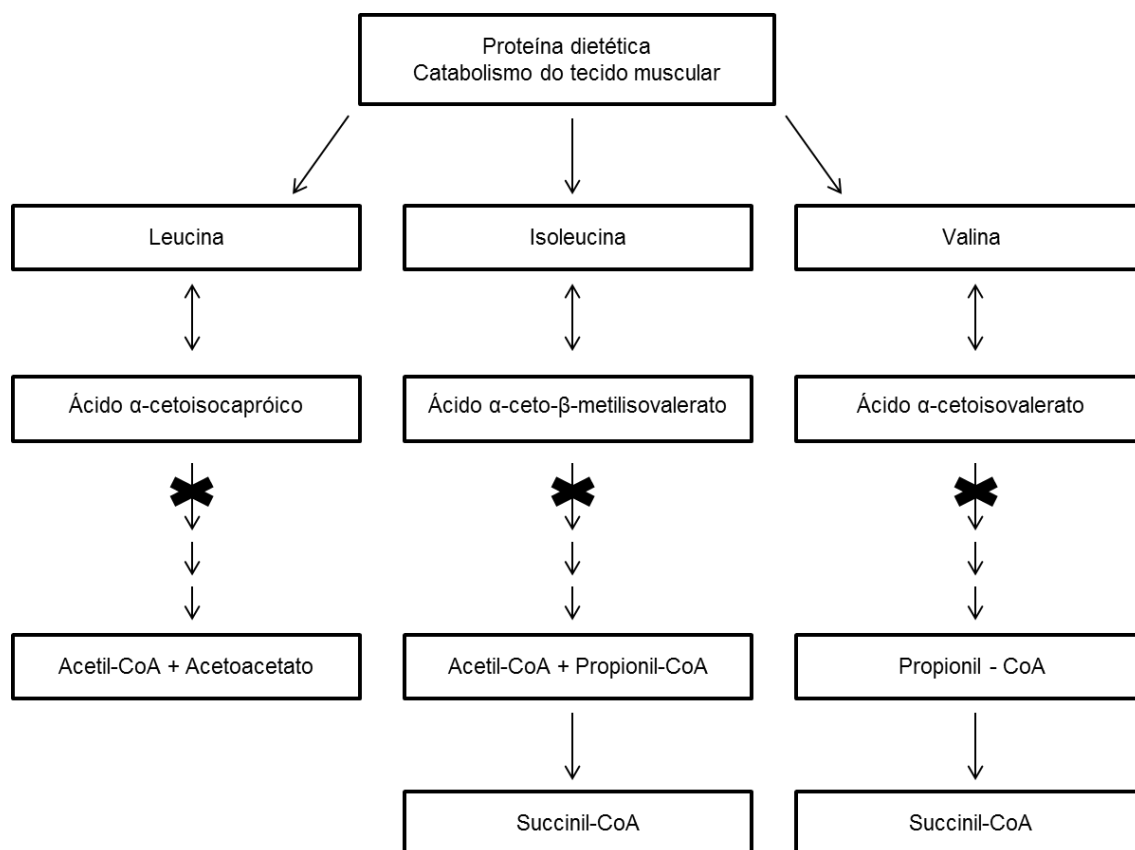 Proteína dietética
Catabolismo do tecido muscular
Leucina
Isoleucina
Valina
Ácido α-cetoisocapróico
Ácido α-ceto-β-metilisovalerato
Ácido α-cetoisovalerato
Acetil-CoA + Acetoacetato
Acetil-CoA + Propionil-CoA
Propionil - CoA
Succinil-CoA
Succinil-CoA